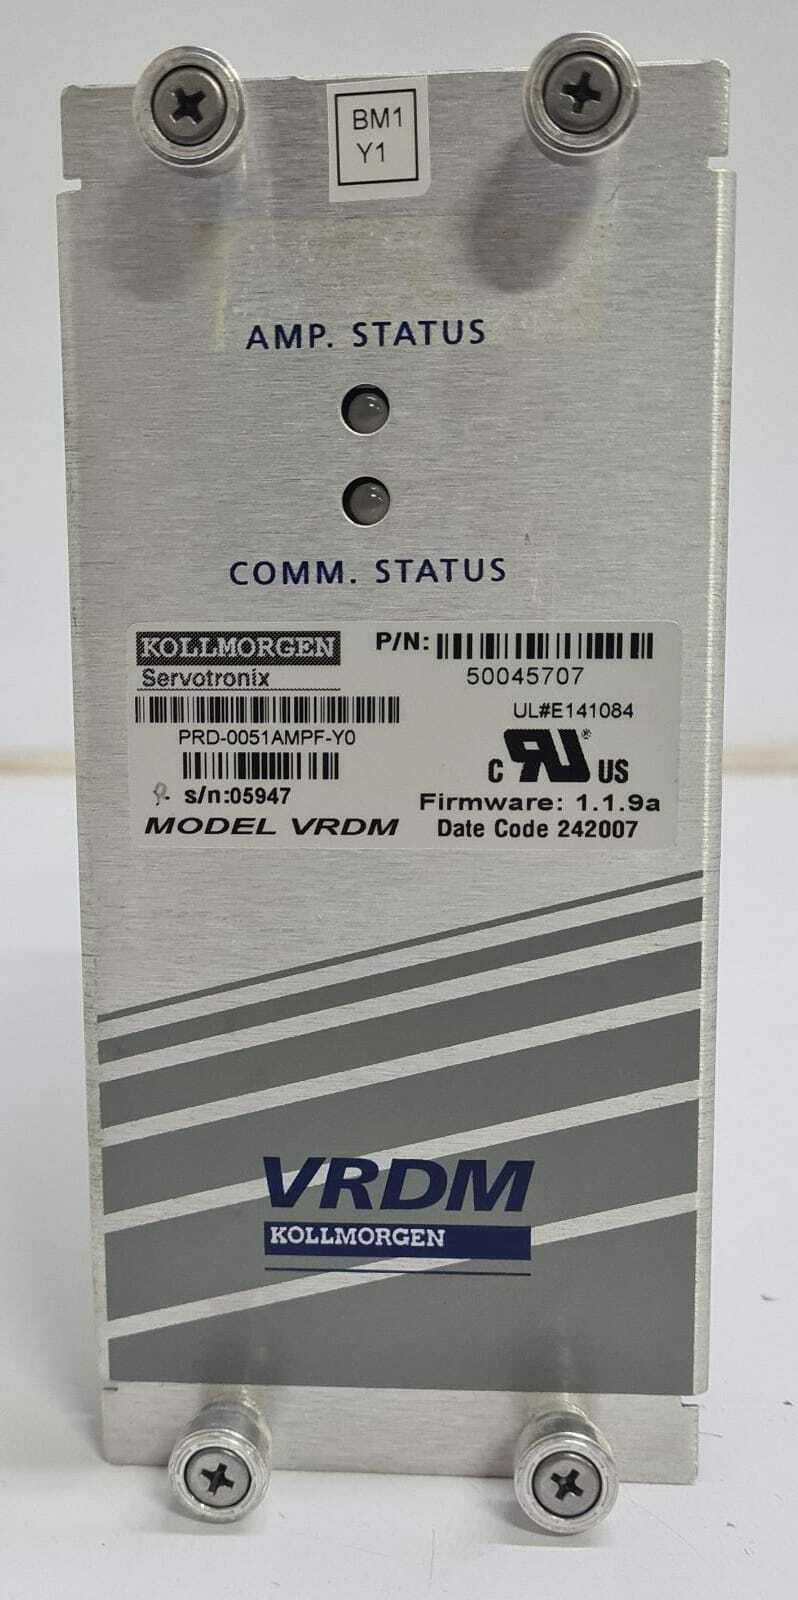 BM1
Y1
AMP. STATUS
COMM. STATUS
KOLLMORGEN
Servotronix
P/N:
50045707
PRD-0051AMPF-Y0
UL#E141084
s/n:05947
C RU ® US
MODEL VRDM
Firmware: 1.1.9a
Date Code 242007
VRDM
KOLLMORGEN